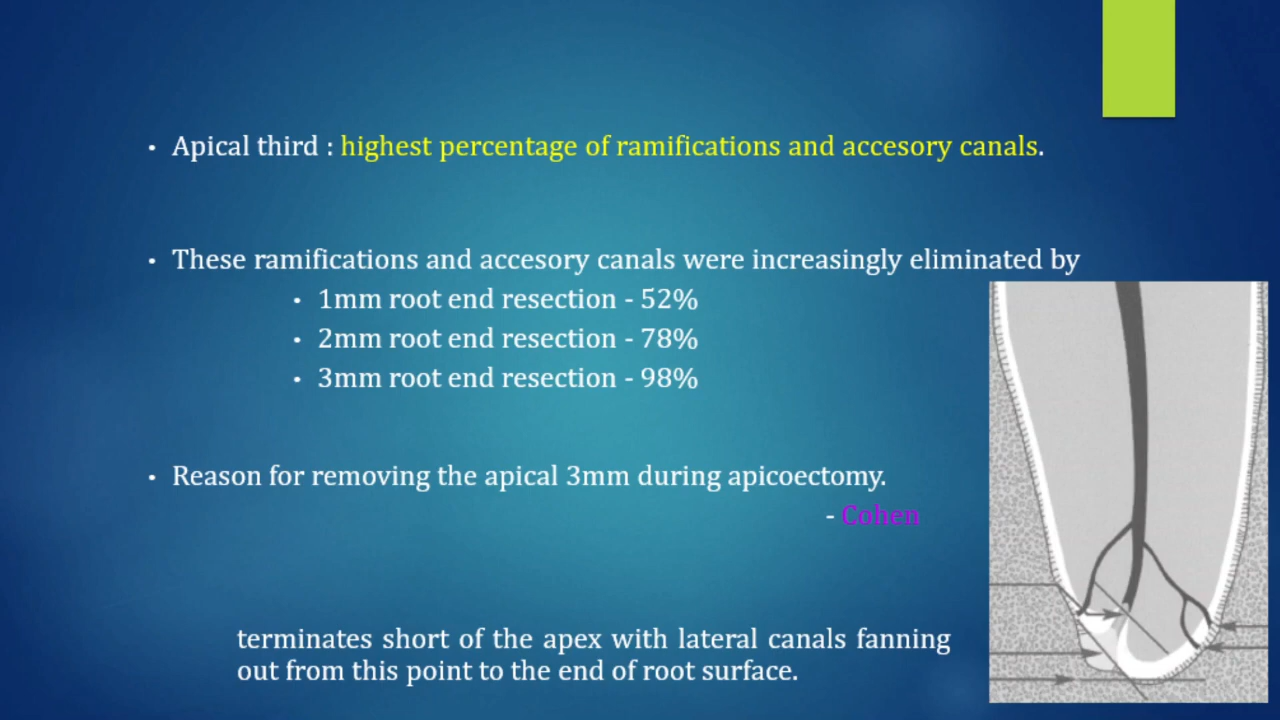 • Apical third : highest percentage of ramifications and accesory canals.
• These ramifications and accesory canals were increasingly eliminated by
• 1mm root end resection - 52%
• 2mm root end resection - 78%
• 3mm root end resection - 98%
• Reason for removing the apical 3mm during apicoectomy.
- Cohen
terminates short of the apex with lateral canals fanning
out from this point to the end of root surface.